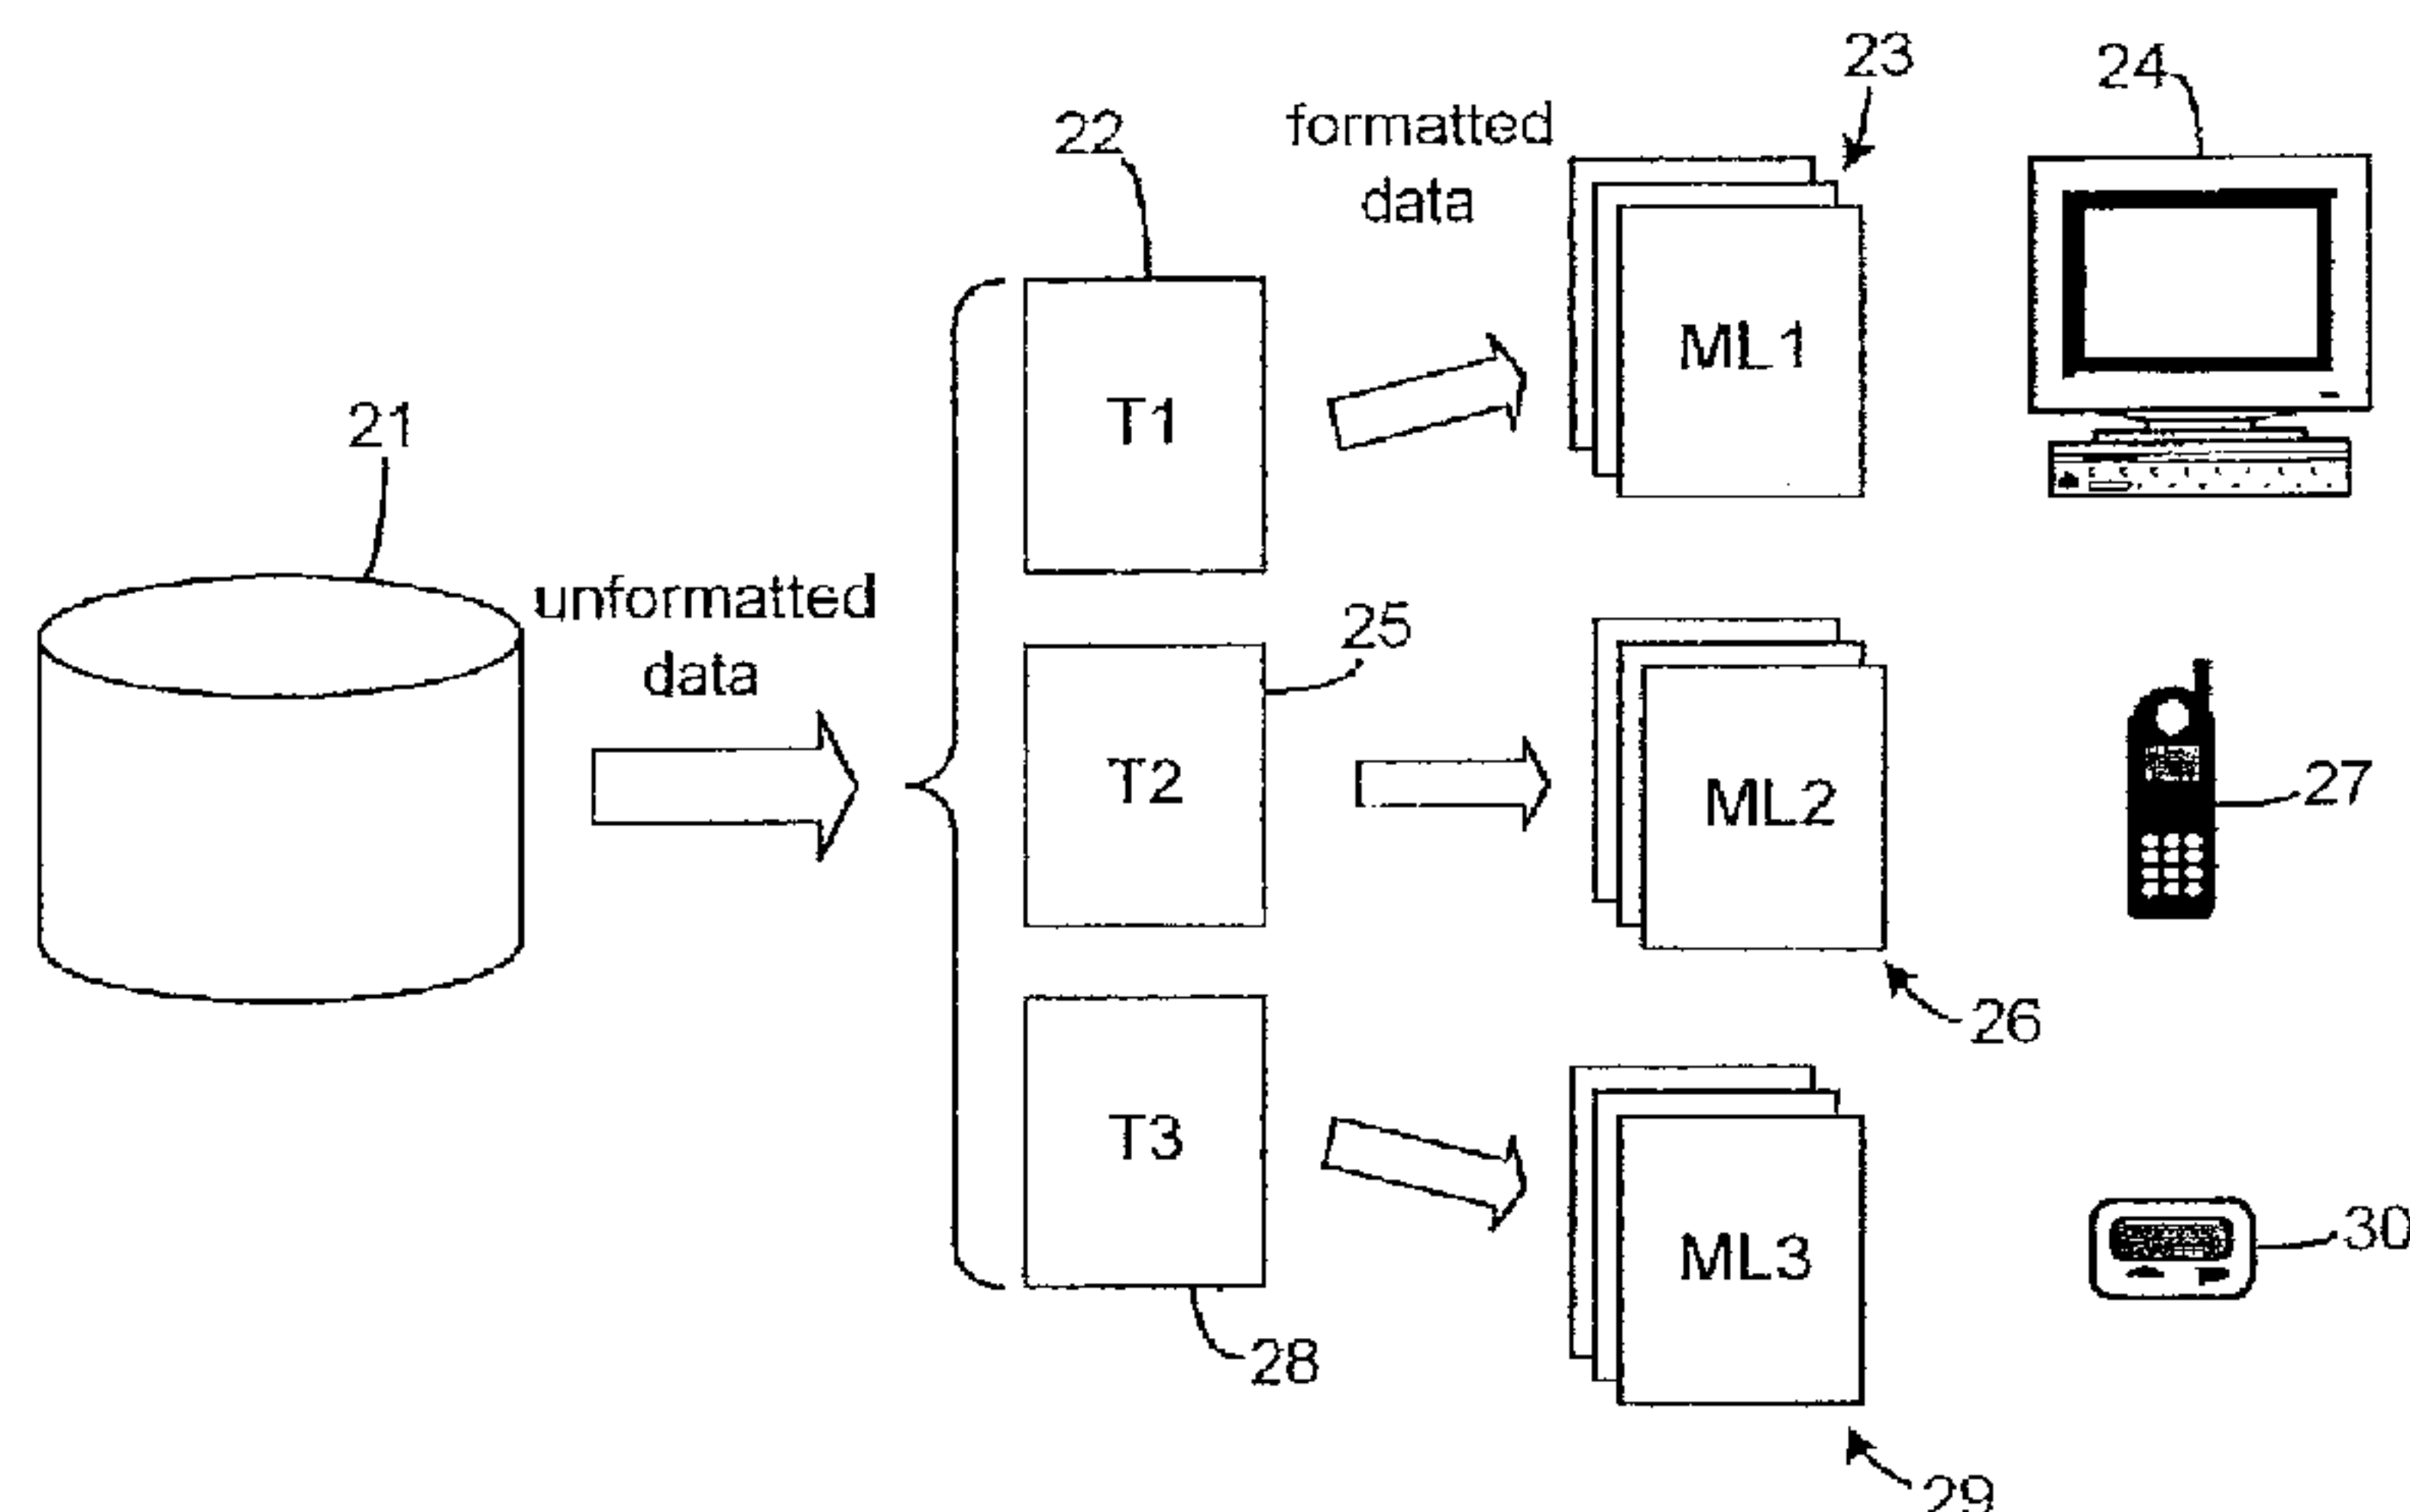 23
24
22
formatted
data
ML1
T1
21
unformatted
data
25
T2
ML2
27
26
T3
ML3
30
28
29